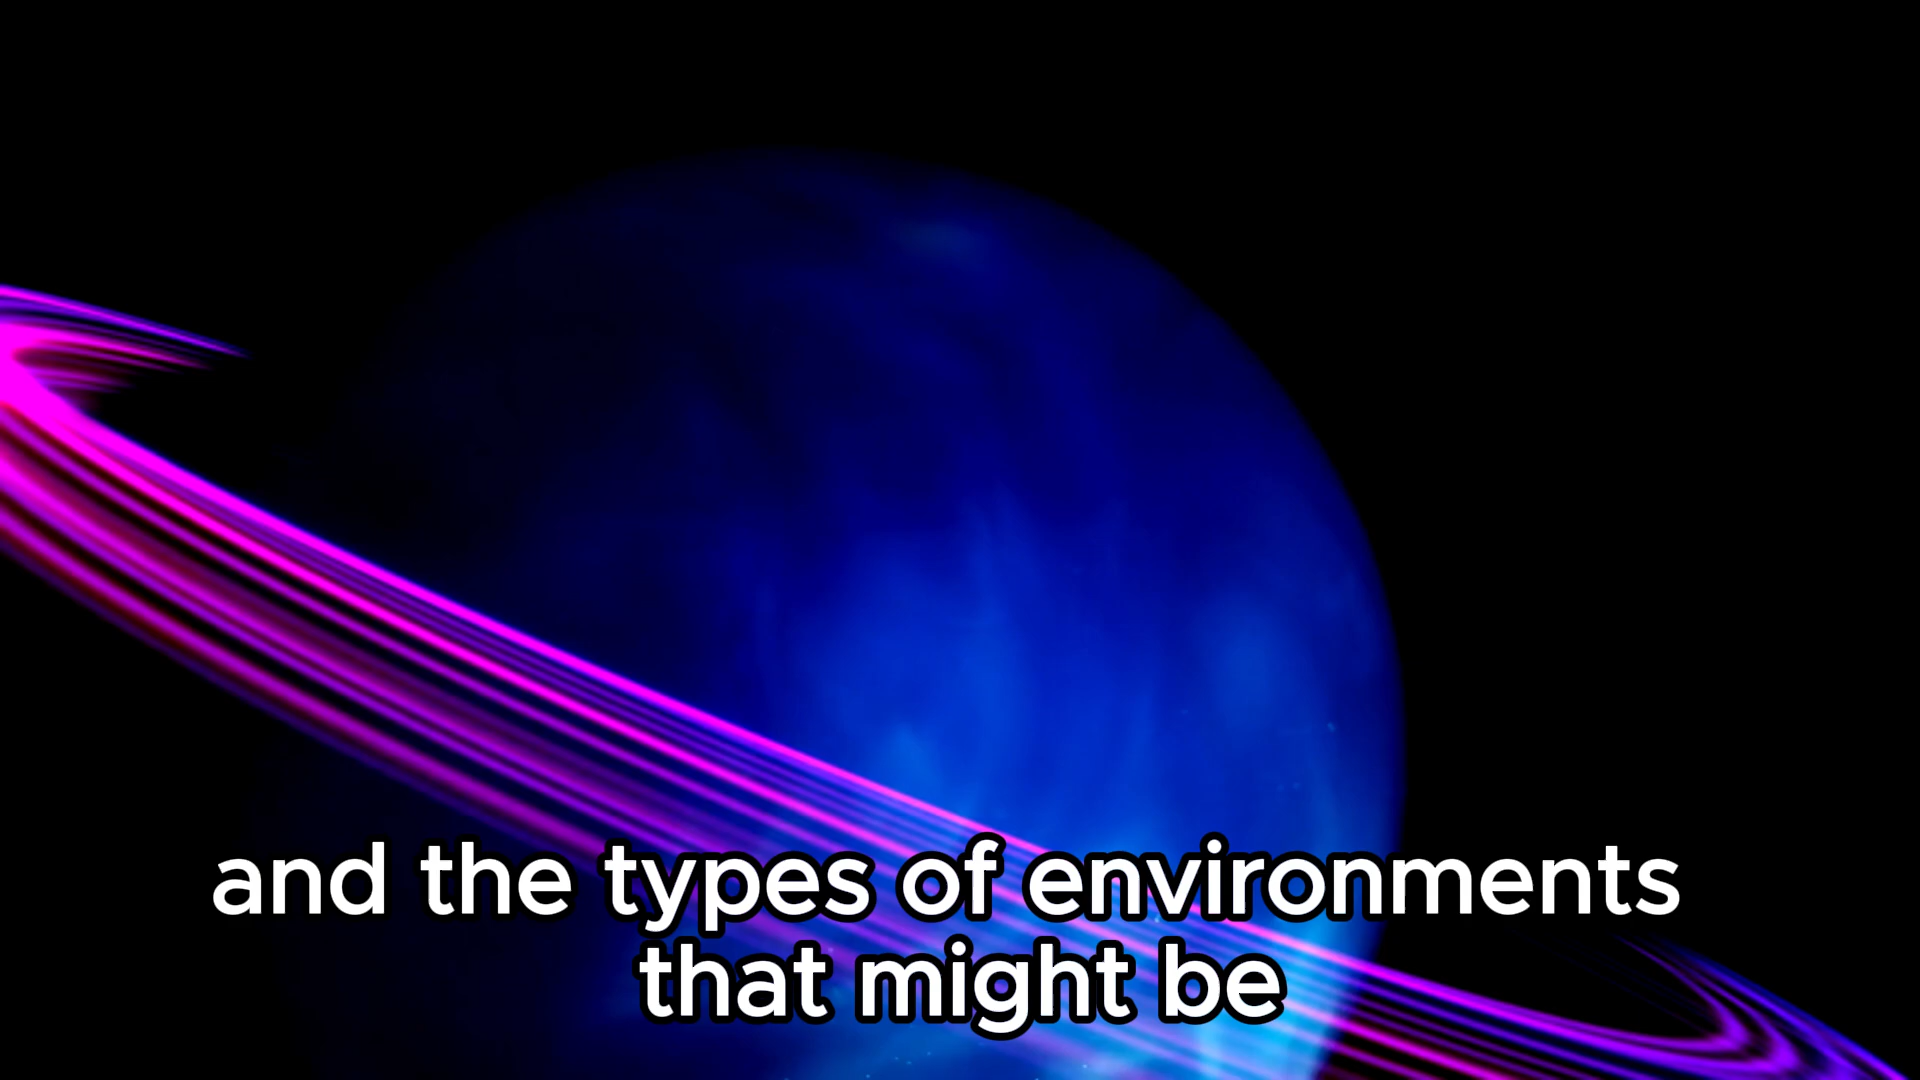 and the types of environments
that might be